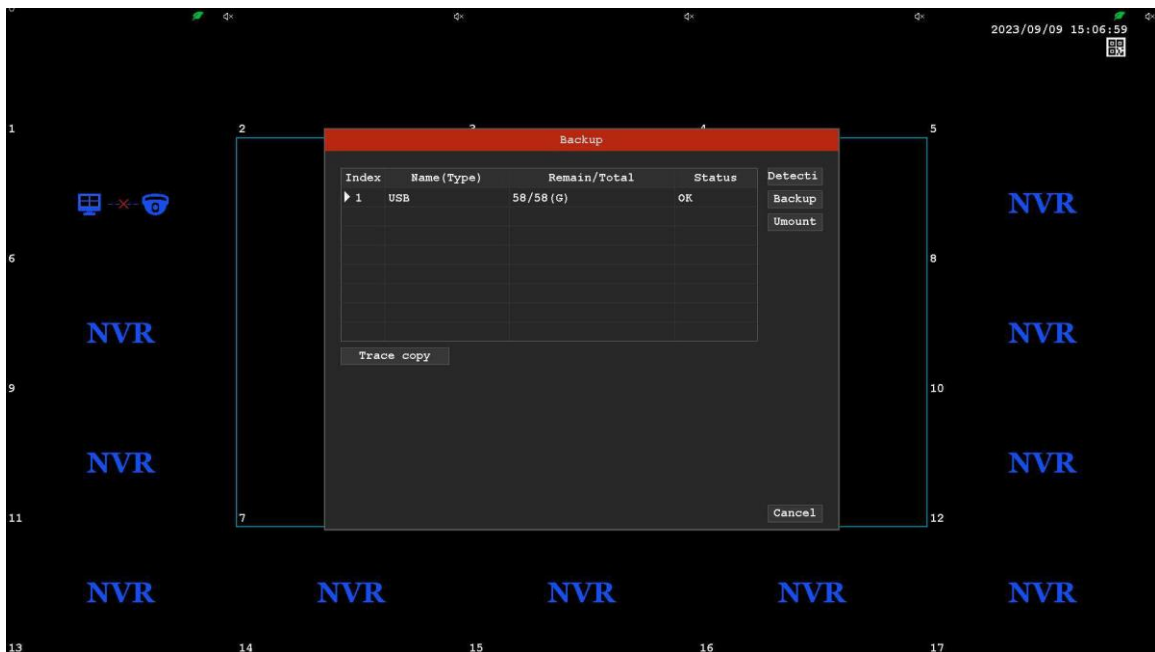 2023/09/09 15:06:59
1
2
5
Backup
Index Name(Type) Remain/Total Status Detecti
1 USB 58/58(G) OK Backup
Umount
NVR
6
8
NVR
NVR
Trace copy
9
10
NVR
NVR
Cancel
11
7
12
NVR NVR NVR NVR NVR
13 14 15 16 17